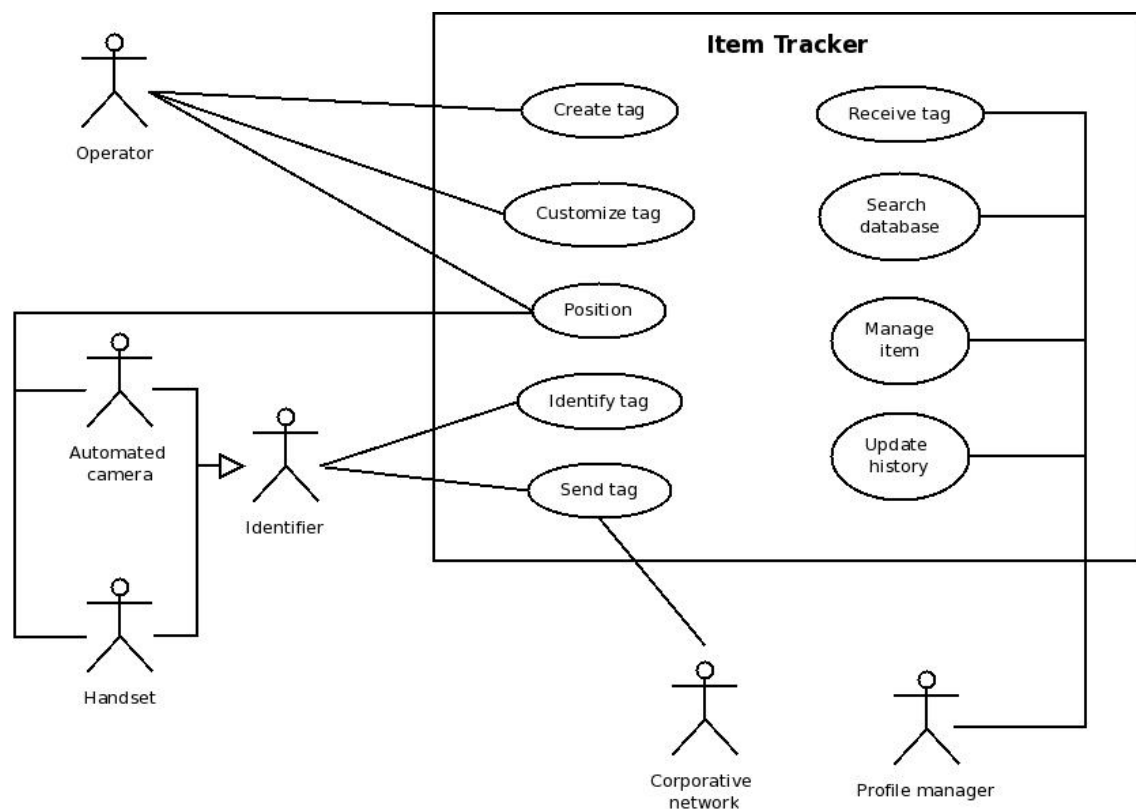 Item Tracker
Operator
Create tag
Receive tag
Customize tag
Search
database
Position
Manage
item
Automated
camera
Identify tag
Update
history
Identifier
Send tag
Handset
Corporative
network
Profile manager